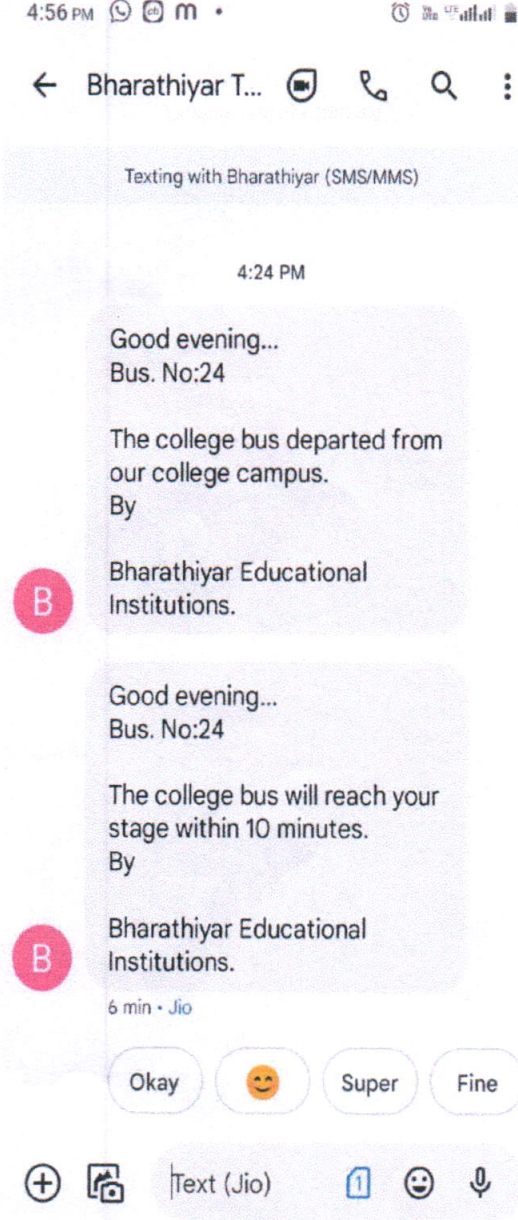 4:56 PM
Bharathiyar T...
Texting with Bharathiyar (SMS/MMS)
4:24 PM
Good evening...
Bus. No:24
The college bus departed from
our college campus.
By
Bharathiyar Educational
Institutions.
B
Good evening...
Bus. No:24
The college bus will reach your
stage within 10 minutes.
By
Bharathiyar Educational
Institutions.
B
6 min • Jio
Okay
Super
Fine
Text (Jio)
1